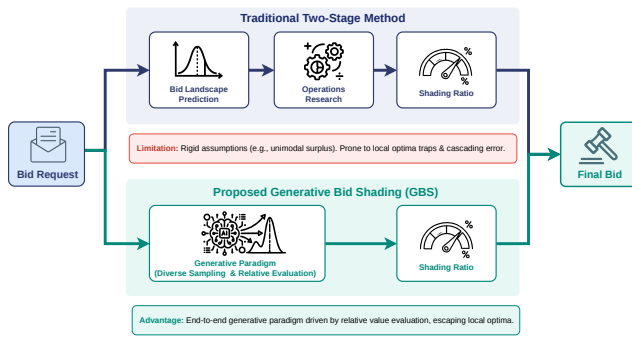 Traditional Two-Stage Method
Bid Landscape
Prediction
Operations
Research
Shading Ratio
Limitation: Rigid assumptions (e.g., unimodal surplus). Prone to local optima traps & cascading error.
Bid Request
Final Bid
Proposed Generative Bid Shading (GBS)
AI
Generative Paradigm
(Diverse Sampling & Relative Evaluation)
Shading Ratio
Advantage: End-to-end generative paradigm driven by relative value evaluation, escaping local optima.